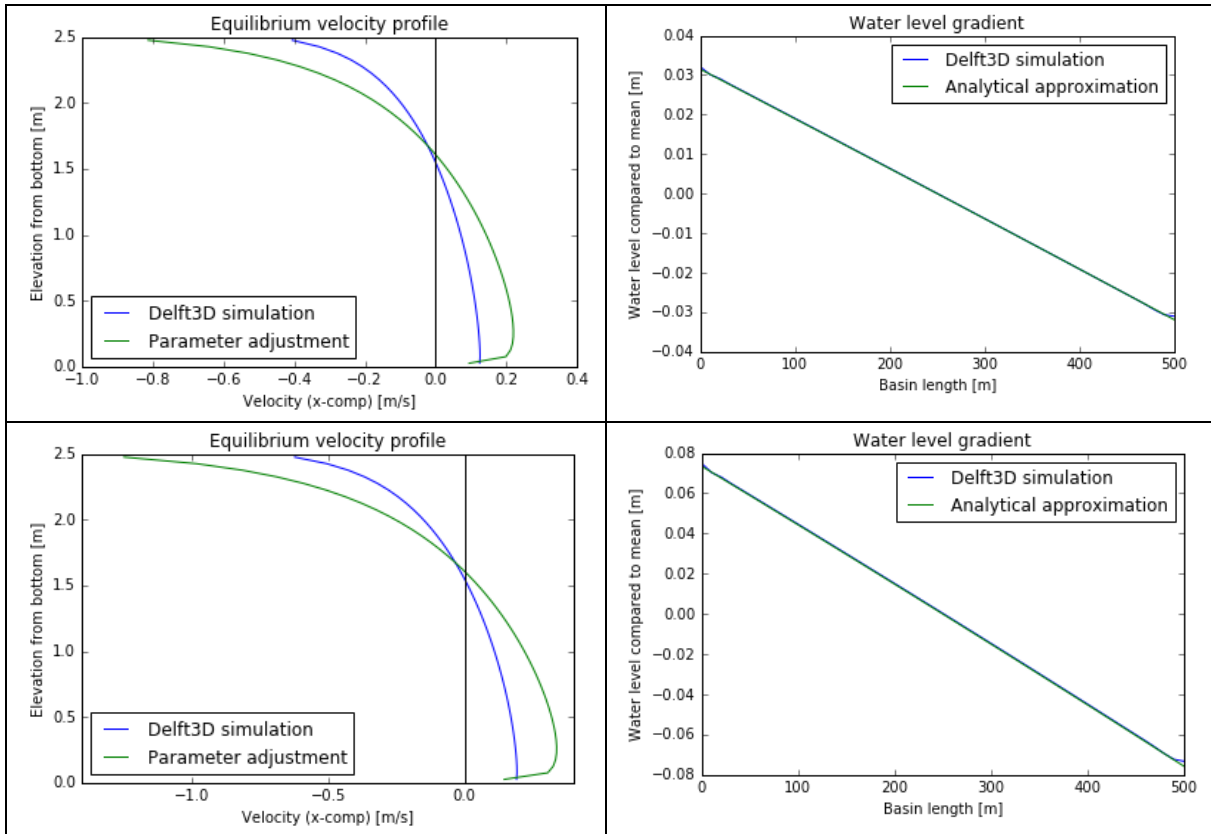 Equilibrium velocity profile
2.5
2.0
1.5
1.0
0.5
0.0
Elevation from bottom [m]
Delft3D simulation
Parameter adjustment
−1.0 −0.8 −0.6 −0.4 −0.2 0.0 0.2 0.4
Velocity (x-comp) [m/s]
Water level gradient
0.04
0.03
0.02
0.01
0.00
−0.01
−0.02
−0.03
−0.04
Water level compared to mean [m]
Delft3D simulation
Analytical approximation
0 100 200 300 400 500
Basin length [m]
Equilibrium velocity profile
2.5
2.0
1.5
1.0
0.5
0.0
Elevation from bottom [m]
Delft3D simulation
Parameter adjustment
−1.0 −0.5 0.0
Velocity (x-comp) [m/s]
Water level gradient
0.08
0.06
0.04
0.02
0.00
−0.02
−0.04
−0.06
−0.08
Water level compared to mean [m]
Delft3D simulation
Analytical approximation
0 100 200 300 400 500
Basin length [m]